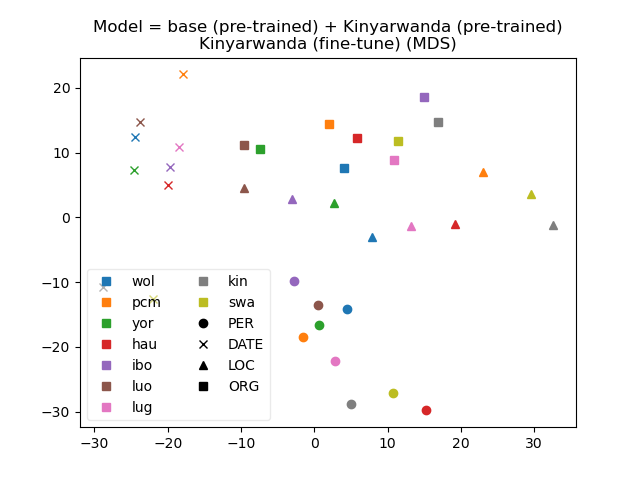 Model = base (pre-trained) + Kinyarwanda (pre-trained)
Kinyarwanda (fine-tune) (MDS)
20
10
0
−10
−20
−30
wol
pcm
yor
hau
ibo
luo
lug
kin
swa
PER
DATE
LOC
ORG
−30 −20 −10 0 10 20 30